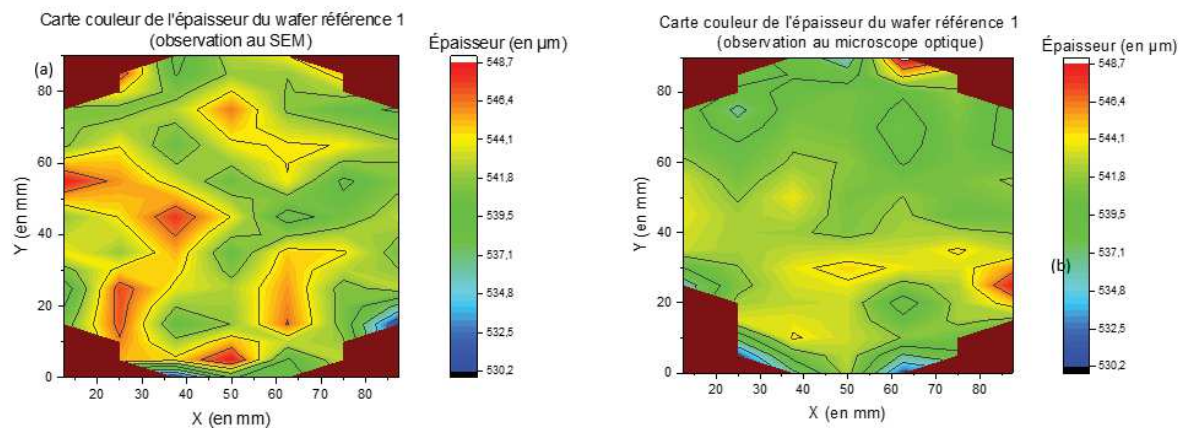 Carte couleur de l'épaisseur du wafer référence 1
(observation au SEM)
Épaisseur (en µm)
(a)
548,7
546,4
544,1
541,8
539,5
537,1
534,8
532,5
530,2
80
60
40
20
0
Y (en mm)
20 30 40 50 60 70 80
X (en mm)
Carte couleur de l'épaisseur du wafer référence 1
(observation au microscope optique)
Épaisseur (en µm)
548,7
546,4
544,1
541,8
539,5
537,1
534,8
532,5
530,2
(b)
80
60
40
20
0
Y (en mm)
20 30 40 50 60 70 80
X (en mm)